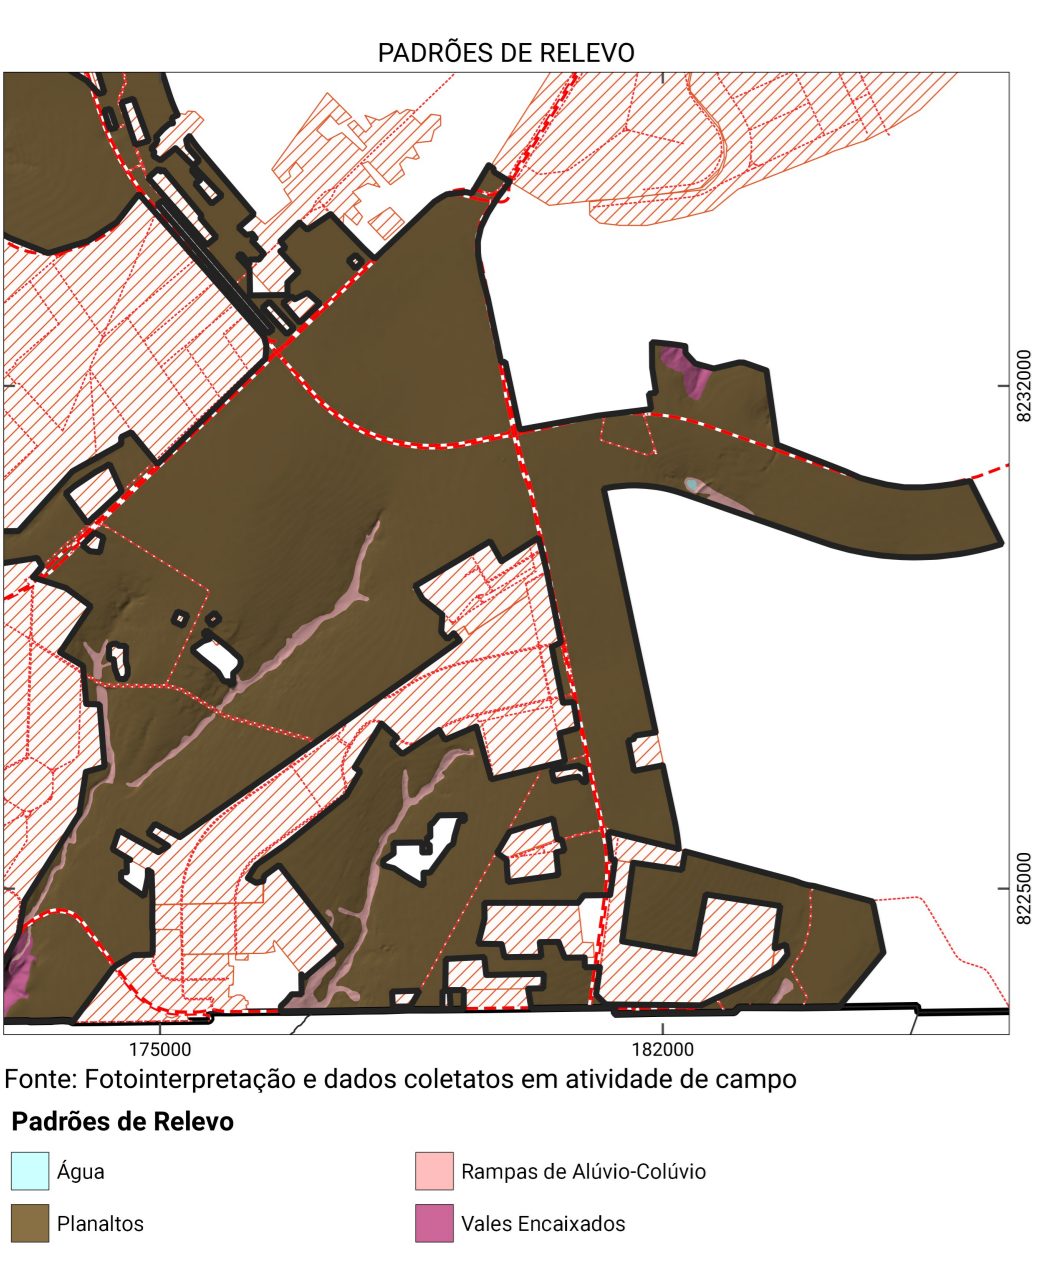 PADRÕES DE RELEVO
8232000
8225000
175000
182000
Fonte: Fotointerpretação e dados coletatos em atividade de campo
Padrões de Relevo
Água
Rampas de Alúvio-Colúvio
Planaltos
Vales Encaixados